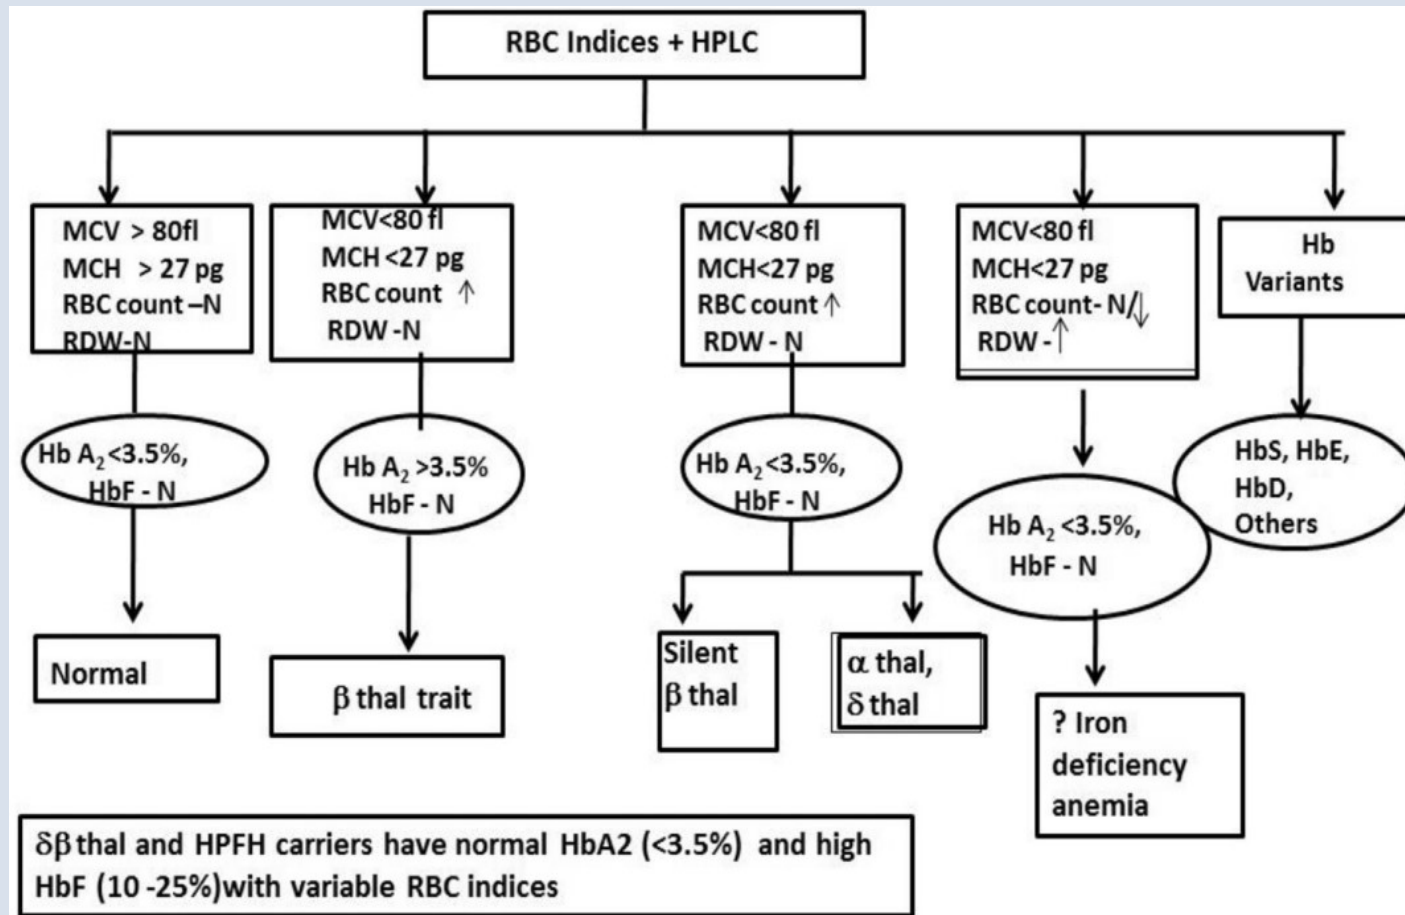 RBC Indices + HPLC
MCV > 80fl
MCH > 27 pg
RBC count –N
RDW-N
MCV<80 fl
MCH <27 pg
RBC count ↑
RDW -N
MCV<80 fl
MCH<27 pg
RBC count ↑
RDW - N
MCV<80 fl
MCH<27 pg
RBC count- N/↓
RDW -↑
Hb
Variants
Hb A₂ <3.5%,
HbF - N
Hb A₂ >3.5%
HbF - N
Hb A₂ <3.5%,
HbF - N
Hb A₂ <3.5%,
HbF - N
HbS, HbE,
HbD,
Others
Normal
β thal trait
Silent
β thal
α thal,
δ thal
? Iron
deficiency
anemia
δβ thal and HPFH carriers have normal HbA2 (<3.5%) and high
HbF (10 -25%)with variable RBC indices